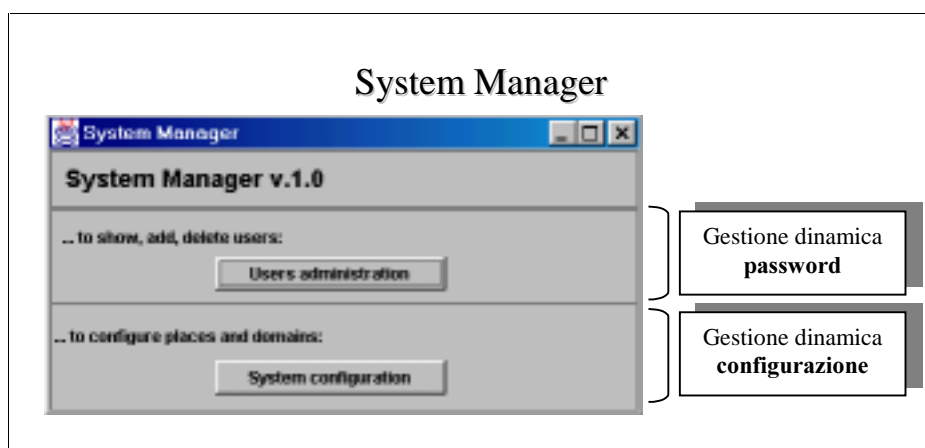 System Manager
System Manager
System Manager v.1.0
... to show, add, delete users:
Users administration
Gestione dinamica
password
... to configure places and domains:
System configuration
Gestione dinamica
configurazione